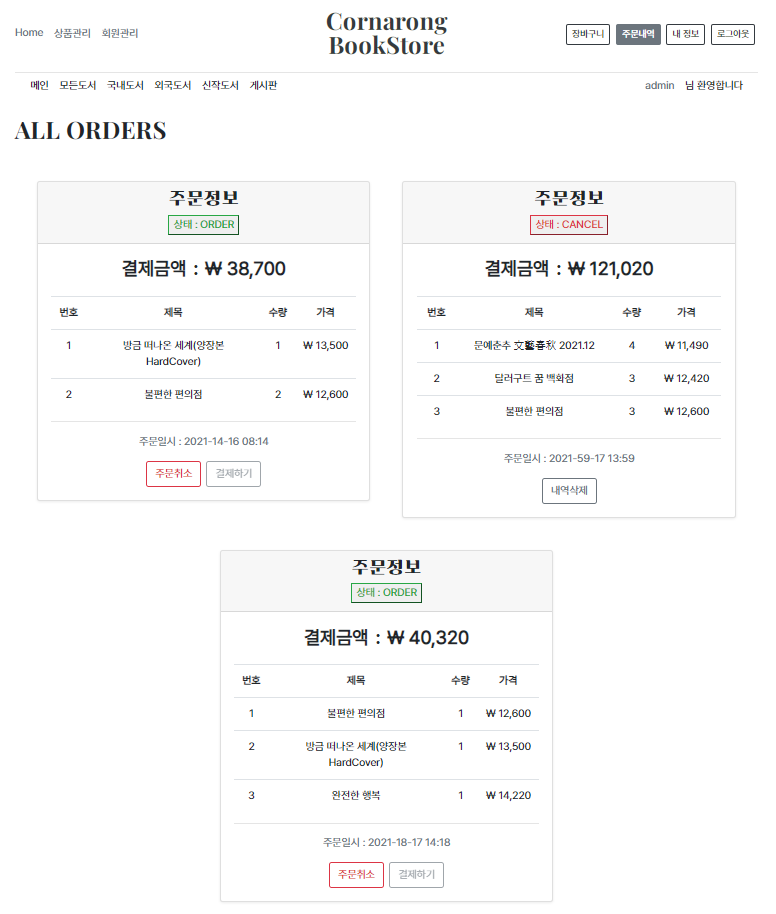 Home 상품관리 회원관리
Cornarong
BookStore
장바구니 주문내역 내 정보 로그아웃
메인 모든도서 국내도서 외국도서 신작도서 게시판
admin 님 환영합니다
ALL ORDERS
주문정보
상태 : ORDER
결제금액 : ₩ 38,700
번호 제목 수량 가격
1 방금 떠나온 세계(양장본 1 ₩ 13,500
HardCover)
2 불편한 편의점 2 ₩ 12,600
주문일시 : 2021-14-16 08:14
주문취소 결제하기
주문정보
상태 : CANCEL
결제금액 : ₩ 121,020
번호 제목 수량 가격
1 문예춘추 文藝春秋 2021.12 4 ₩ 11,490
2 달러구트 꿈 백화점 3 ₩ 12,420
3 불편한 편의점 3 ₩ 12,600
주문일시 : 2021-59-17 13:59
내역삭제
주문정보
상태 : ORDER
결제금액 : ₩ 40,320
번호 제목 수량 가격
1 불편한 편의점 1 ₩ 12,600
2 방금 떠나온 세계(양장본 1 ₩ 13,500
HardCover)
3 완전한 행복 1 ₩ 14,220
주문일시 : 2021-18-17 14:18
주문취소 결제하기